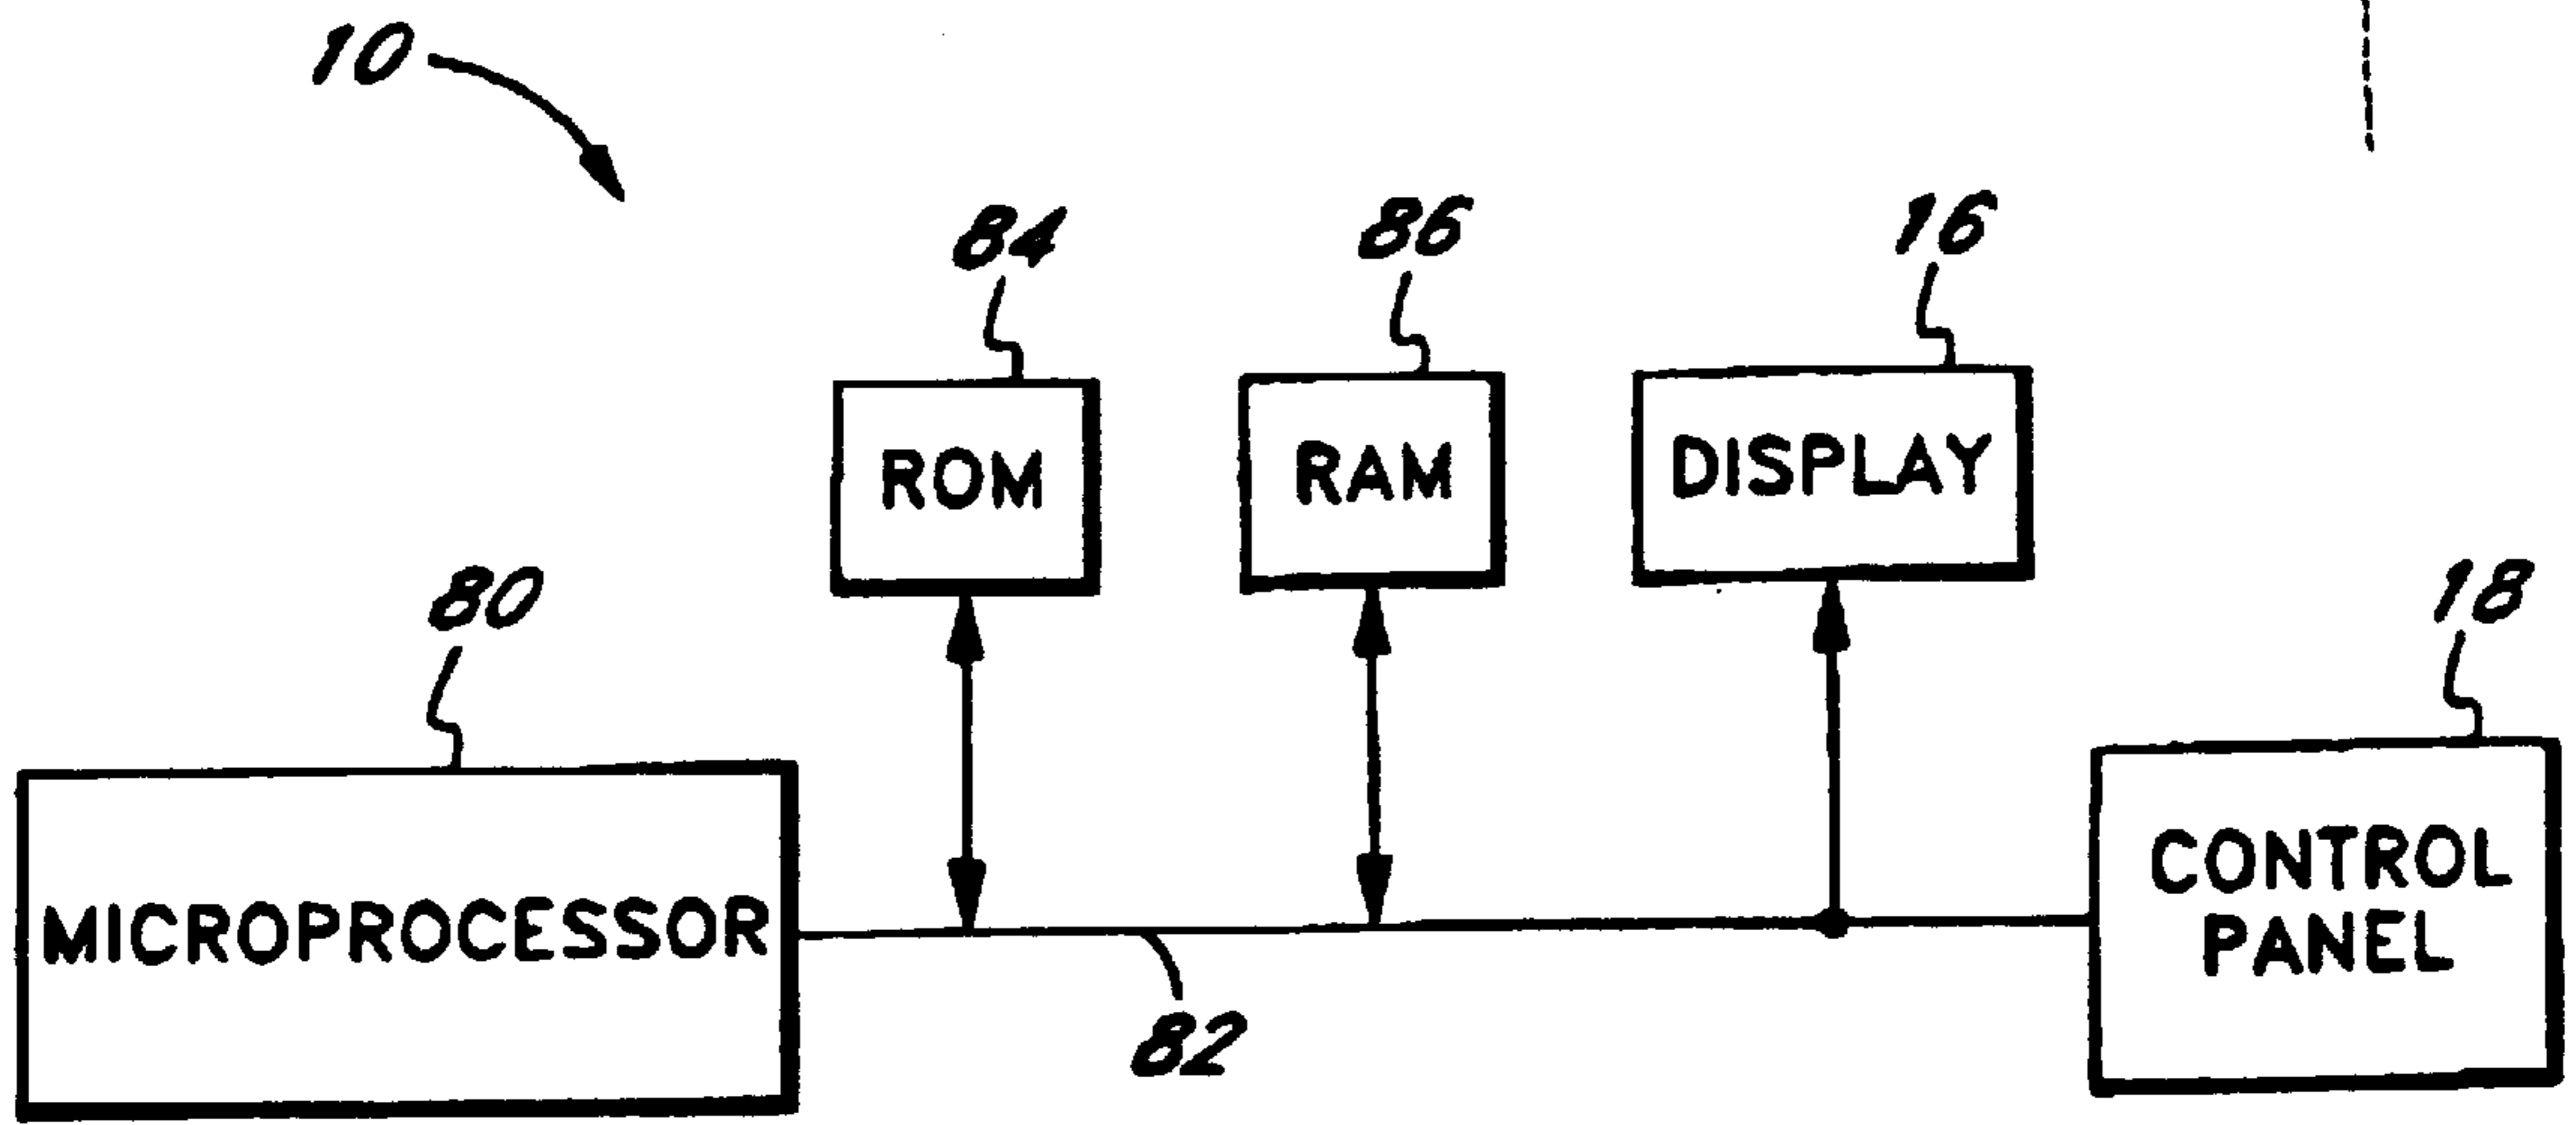 10
84
86
16
ROM
RAM
DISPLAY
80
18
MICROPROCESSOR
CONTROL
PANEL
82